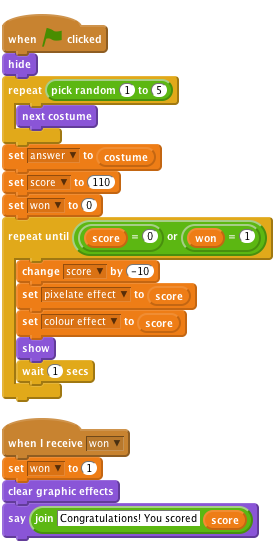 when clicked
hide
repeat pick random 1 to 5
next costume
set answer to costume
set score to 110
set won to 0
repeat until score = 0 or won = 1
change score by -10
set pixelate effect to score
set colour effect to score
show
wait 1 secs
when I receive won
set won to 1
clear graphic effects
say join Congratulations! You scored score